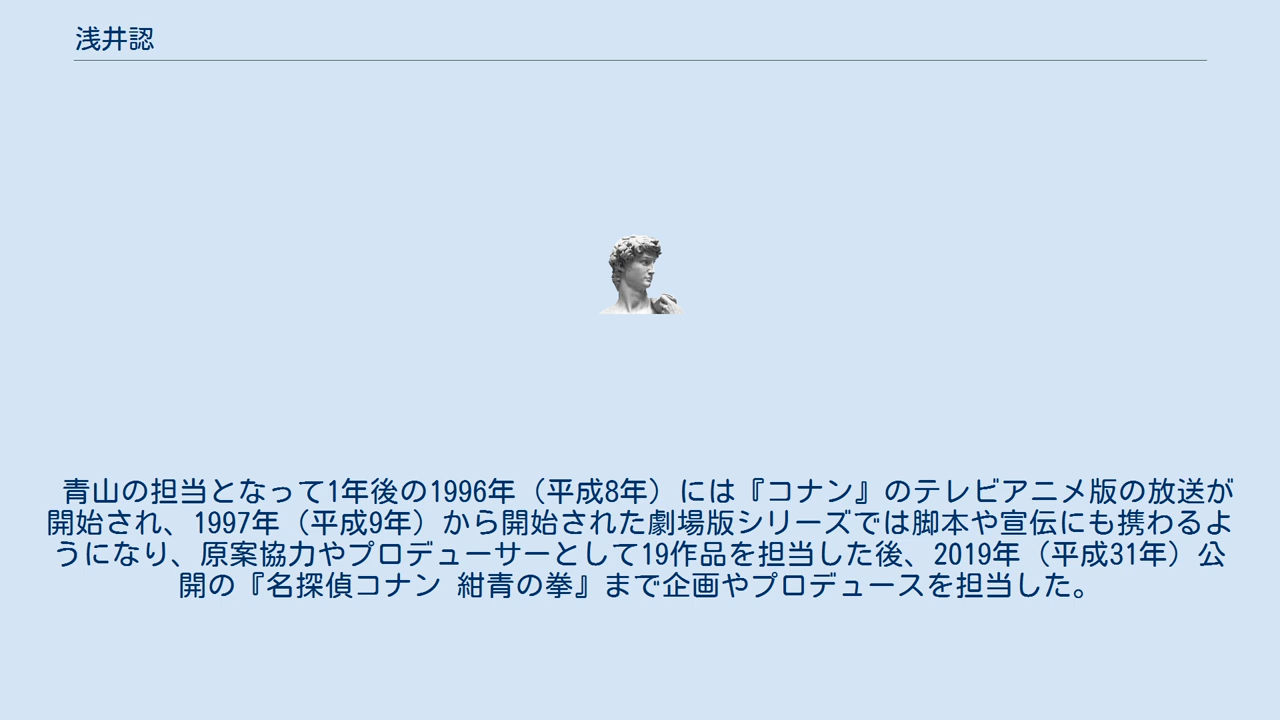 浅井認
青山の担当となって1年後の1996年（平成8年）には『コナン』のテレビアニメ版の放送が
開始され、1997年（平成9年）から開始された劇場版シリーズでは脚本や宣伝にも携わるよ
うになり、原案協力やプロデューサーとして19作品を担当した後、2019年（平成31年）公
開の『名探偵コナン 紺青の拳』まで企画やプロデュースを担当した。